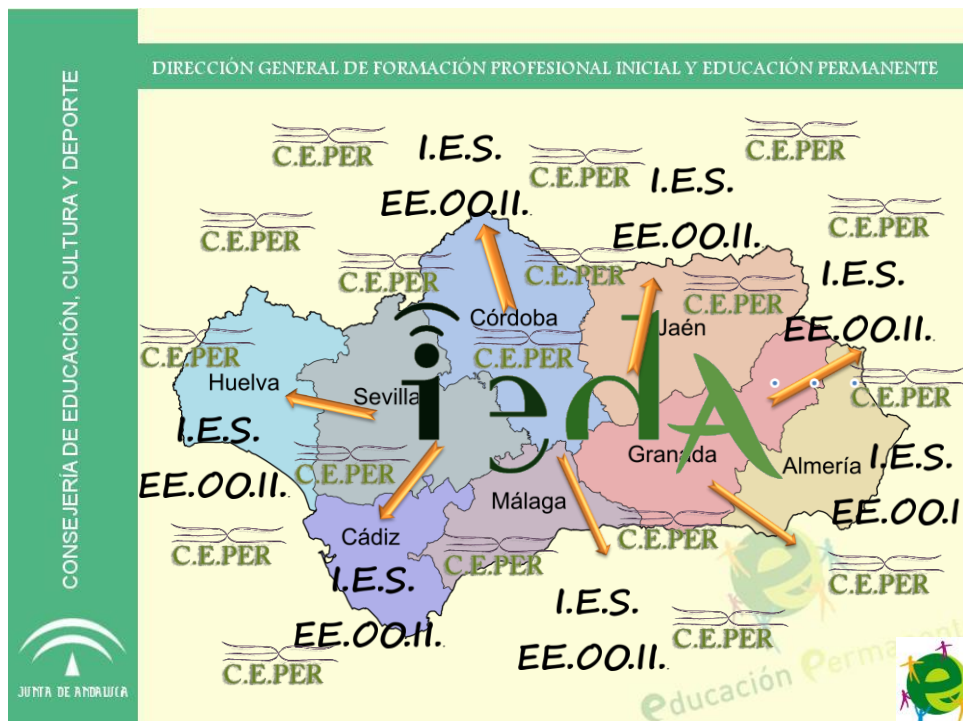 DIRECCIÓN GENERAL DE FORMACIÓN PROFESIONAL INICIAL Y EDUCACIÓN PERMANENTE
CONSEJERÍA DE EDUCACIÓN, CULTURA Y DEPORTE
C.E.PER
I.E.S.
C.E.PER
C.E.PER
I.E.S.
EE.OO.II.
C.E.PER
EE.OO.II.
C.E.PER
C.E.PER
C.E.PER
I.E.S.
C.E.PER
Córdoba
Jaén
EE.OO.II.
C.E.PER
C.E.PER
Huelva
Sevilla
iedA
C.E.PER
I.E.S.
Granada
Almería
I.E.S.
C.E.PER
EE.OO.II.
Málaga
EE.OO.I
Cádiz
C.E.PER
C.E.PER
C.E.PER
I.E.S.
C.E.PER
I.E.S.
EE.OO.II.
C.E.PER
EE.OO.II.
C.E.PER
educación Permanent
JUNTA DE ANDALUCIA